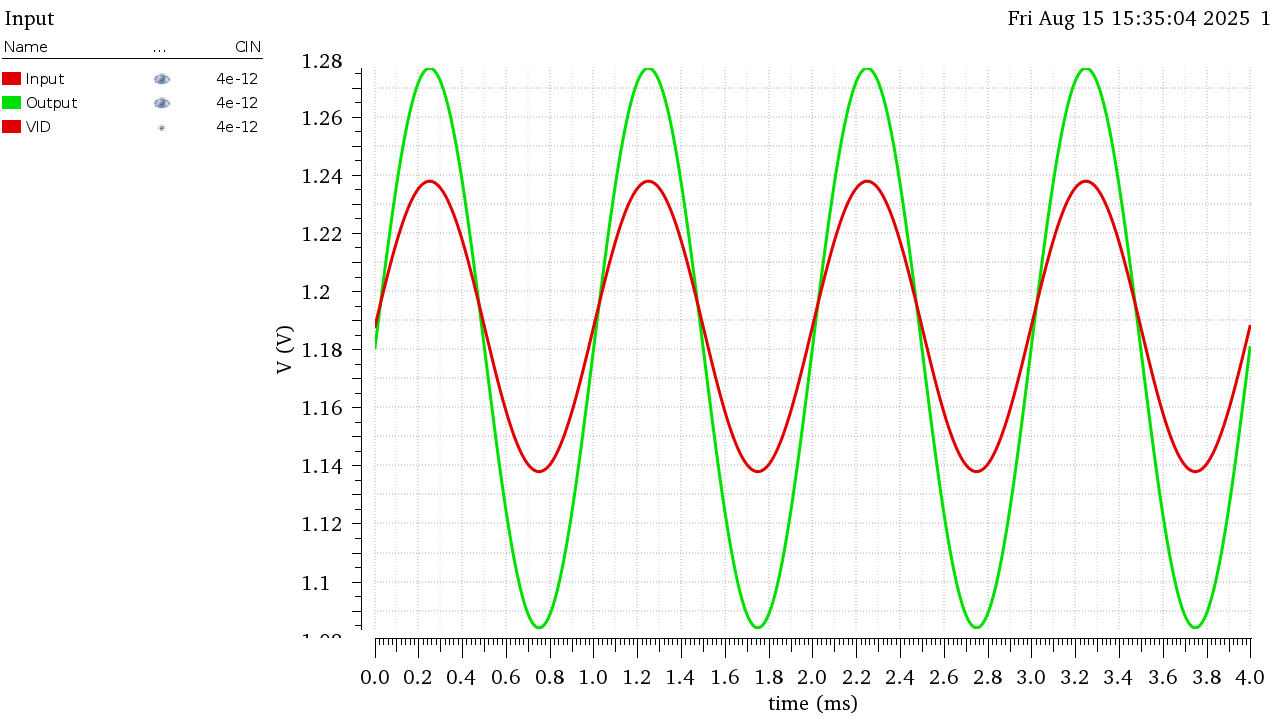 Input
Fri Aug 15 15:35:04 2025 1
Name ... CIN
Input 4e-12
Output 4e-12
VID 4e-12
1.28
1.26
1.24
1.22
1.2
1.18
1.16
1.14
1.12
1.1
V (V)
0.0 0.2 0.4 0.6 0.8 1.0 1.2 1.4 1.6 1.8 2.0 2.2 2.4 2.6 2.8 3.0 3.2 3.4 3.6 3.8 4.0
time (ms)